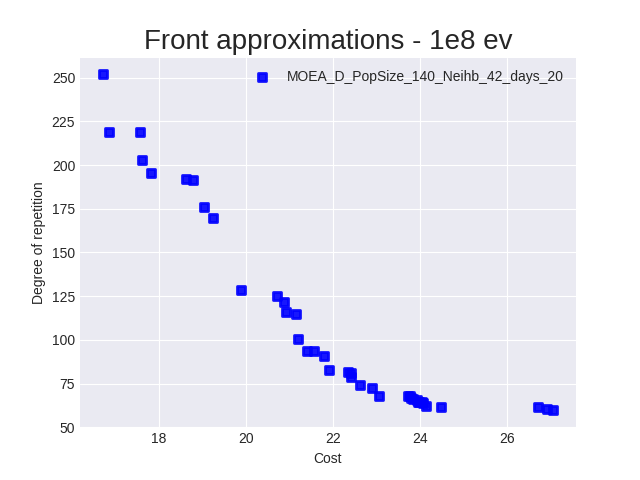 Front approximations - 1e8 ev
MOEA_D_PopSize_140_Neihb_42_days_20
Degree of repetition
250
225
200
175
150
125
100
75
50
18 20 22 24 26
Cost